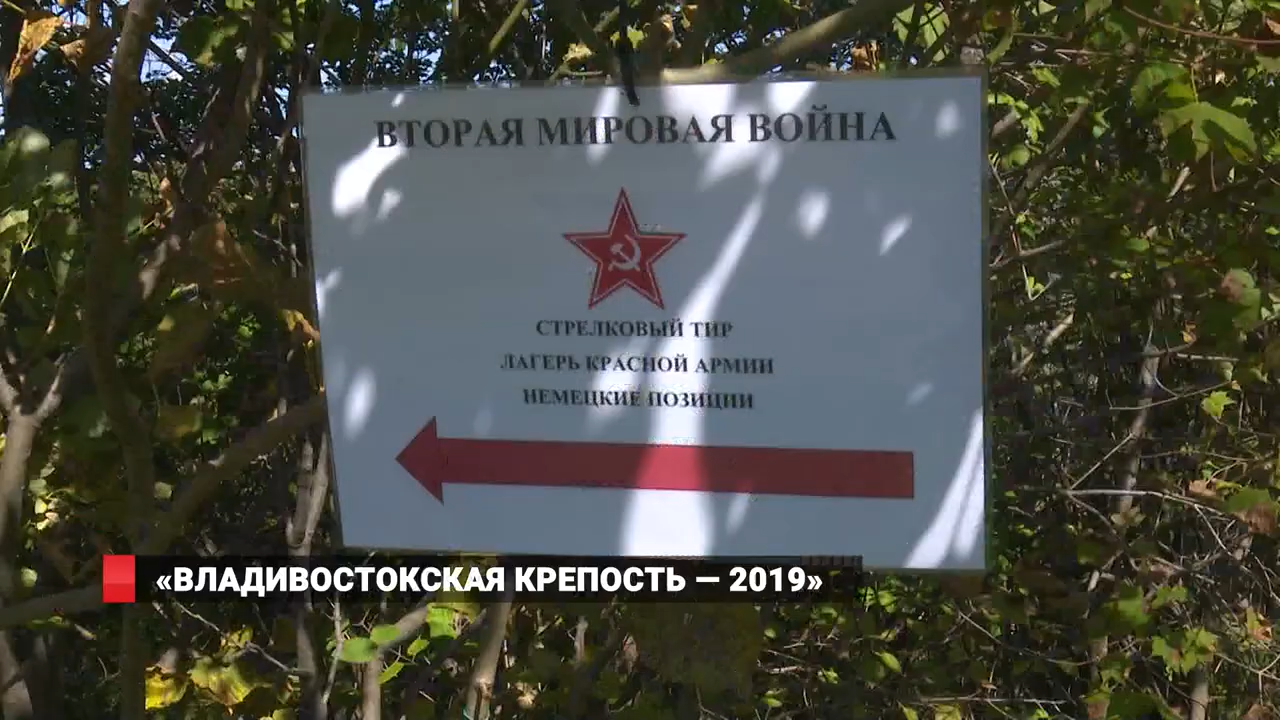 ВТОРАЯ МИРОВАЯ ВОЙНА
СТРЕЛКОВЫЙ ТИР
ЛАГЕРЬ КРАСНОЙ АРМИИ
НЕМЕЦКИЕ ПОЗИЦИИ
«ВЛАДИВОСТОКСКАЯ КРЕПОСТЬ — 2019»